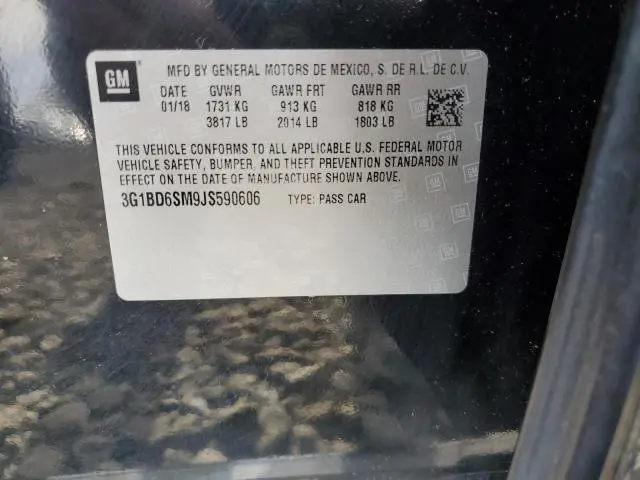 GM
MFD BY GENERAL MOTORS DE MEXICO, S. DE R.L. DE C.V.
DATE GVWR GAWR FRT GAWR RR
01/18 1731 KG 913 KG 818 KG
3817 LB 2014 LB 1803 LB
THIS VEHICLE CONFORMS TO ALL APPLICABLE U.S. FEDERAL MOTOR
VEHICLE SAFETY, BUMPER, AND THEFT PREVENTION STANDARDS IN
EFFECT ON THE DATE OF MANUFACTURE SHOWN ABOVE.
3G1BD6SM9JS590606 TYPE: PASS CAR